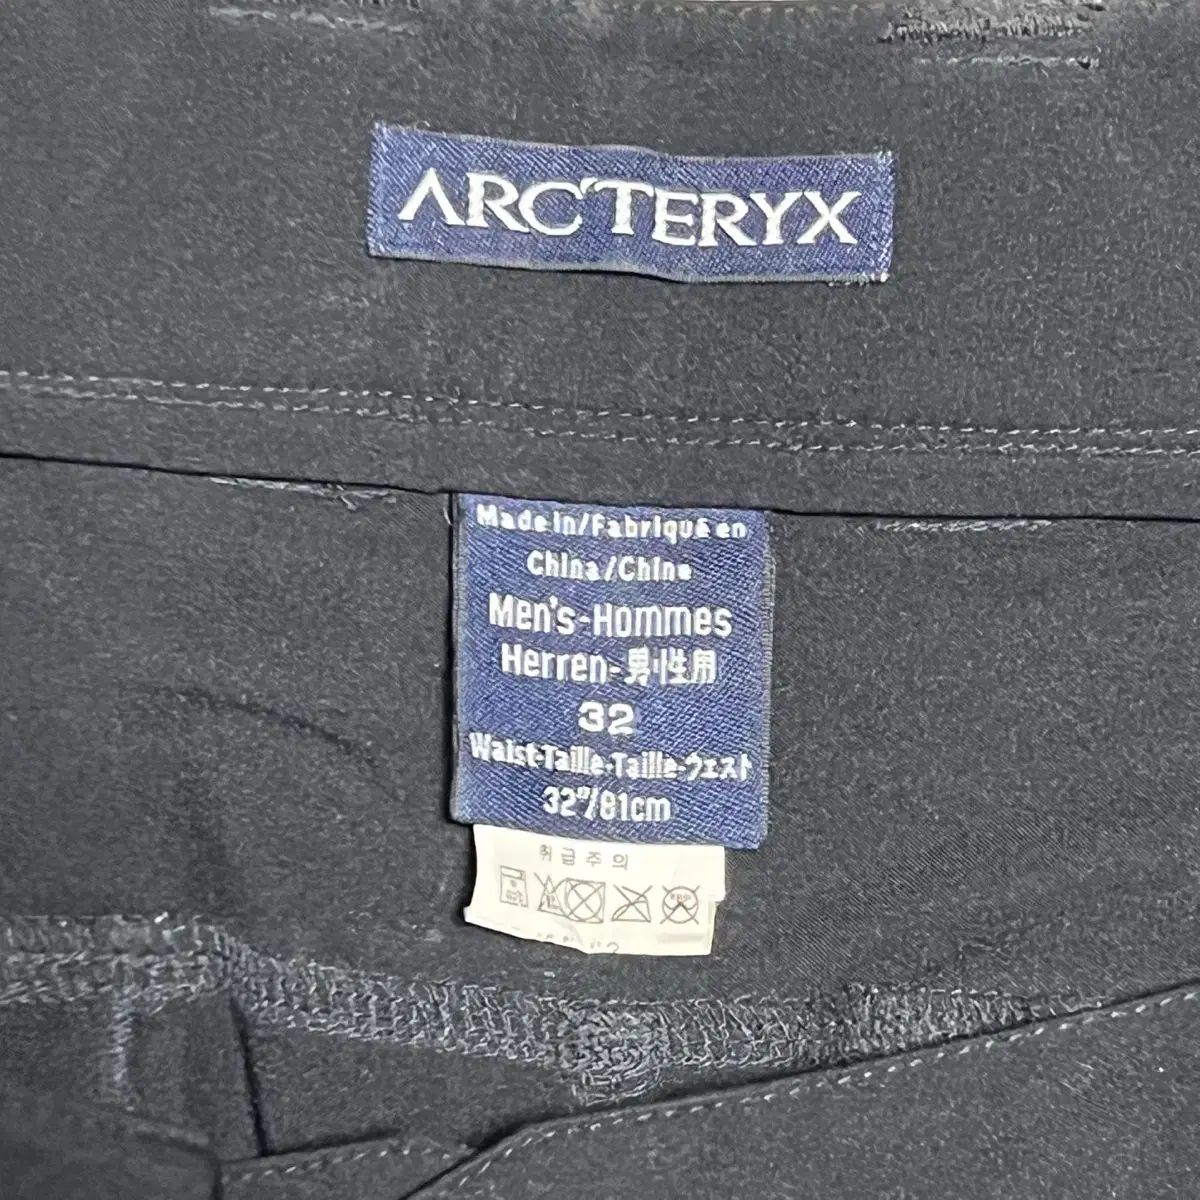 ARC'TERYX
Made in/Fabriqué en
China/Chine
Men's-Hommes
Herren-男性用
32
Waist-Taille-Taille-ウェスト
32"/81cm
취급주의